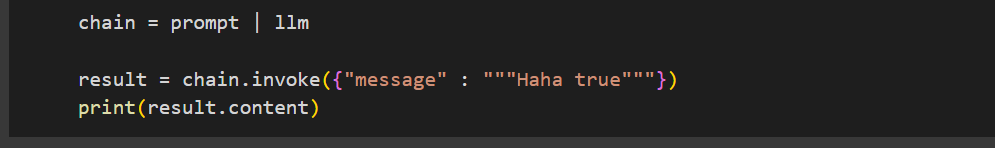 chain = prompt | llm
result = chain.invoke({"message" : """Haha true"""})
print(result.content)